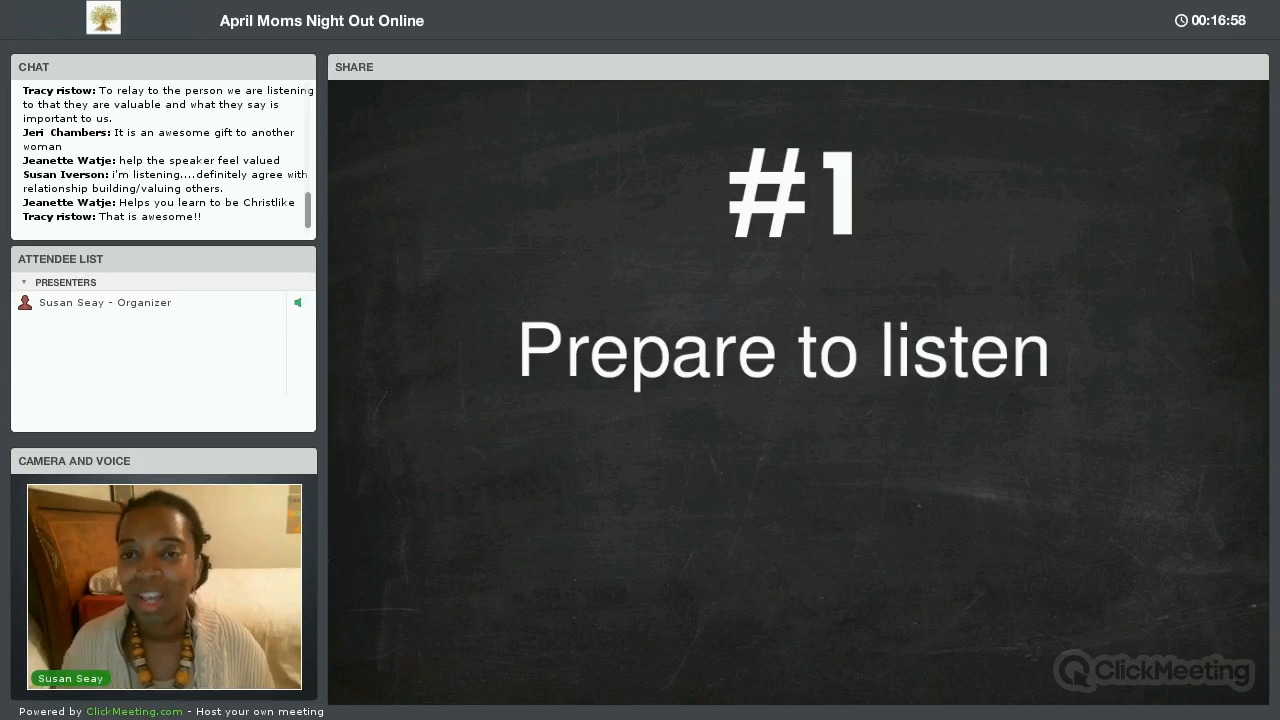 April Moms Night Out Online
00:16:58
CHAT
Tracy ristow: To relay to the person we are listening
to that they are valuable and what they say is
important to us.
Jeri Chambers: It is an awesome gift to another
woman
Jeanette Watje: help the speaker feel valued
Susan Iverson: i'm listening....definitely agree with
relationship building/valuing others.
Jeanette Watje: Helps you learn to be Christlike
Tracy ristow: That is awesome!!
ATTENDEE LIST
PRESENTERS
Susan Seay - Organizer
CAMERA AND VOICE
Susan Seay
Powered by ClickMeeting.com - Host your own meeting
SHARE
#1
Prepare to listen
ClickMeeting